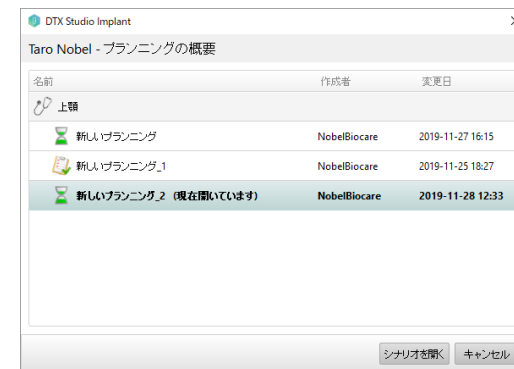 DTX Studio Implant
Taro Nobel - プランニングの概要
名前 作成者 変更日
上顎
新しいプランニング NobelBiocare 2019-11-27 16:15
新しいプランニング_1 NobelBiocare 2019-11-25 18:27
新しいプランニング_2 (現在開いています) NobelBiocare 2019-11-28 12:33
シナリオを開く キャンセル